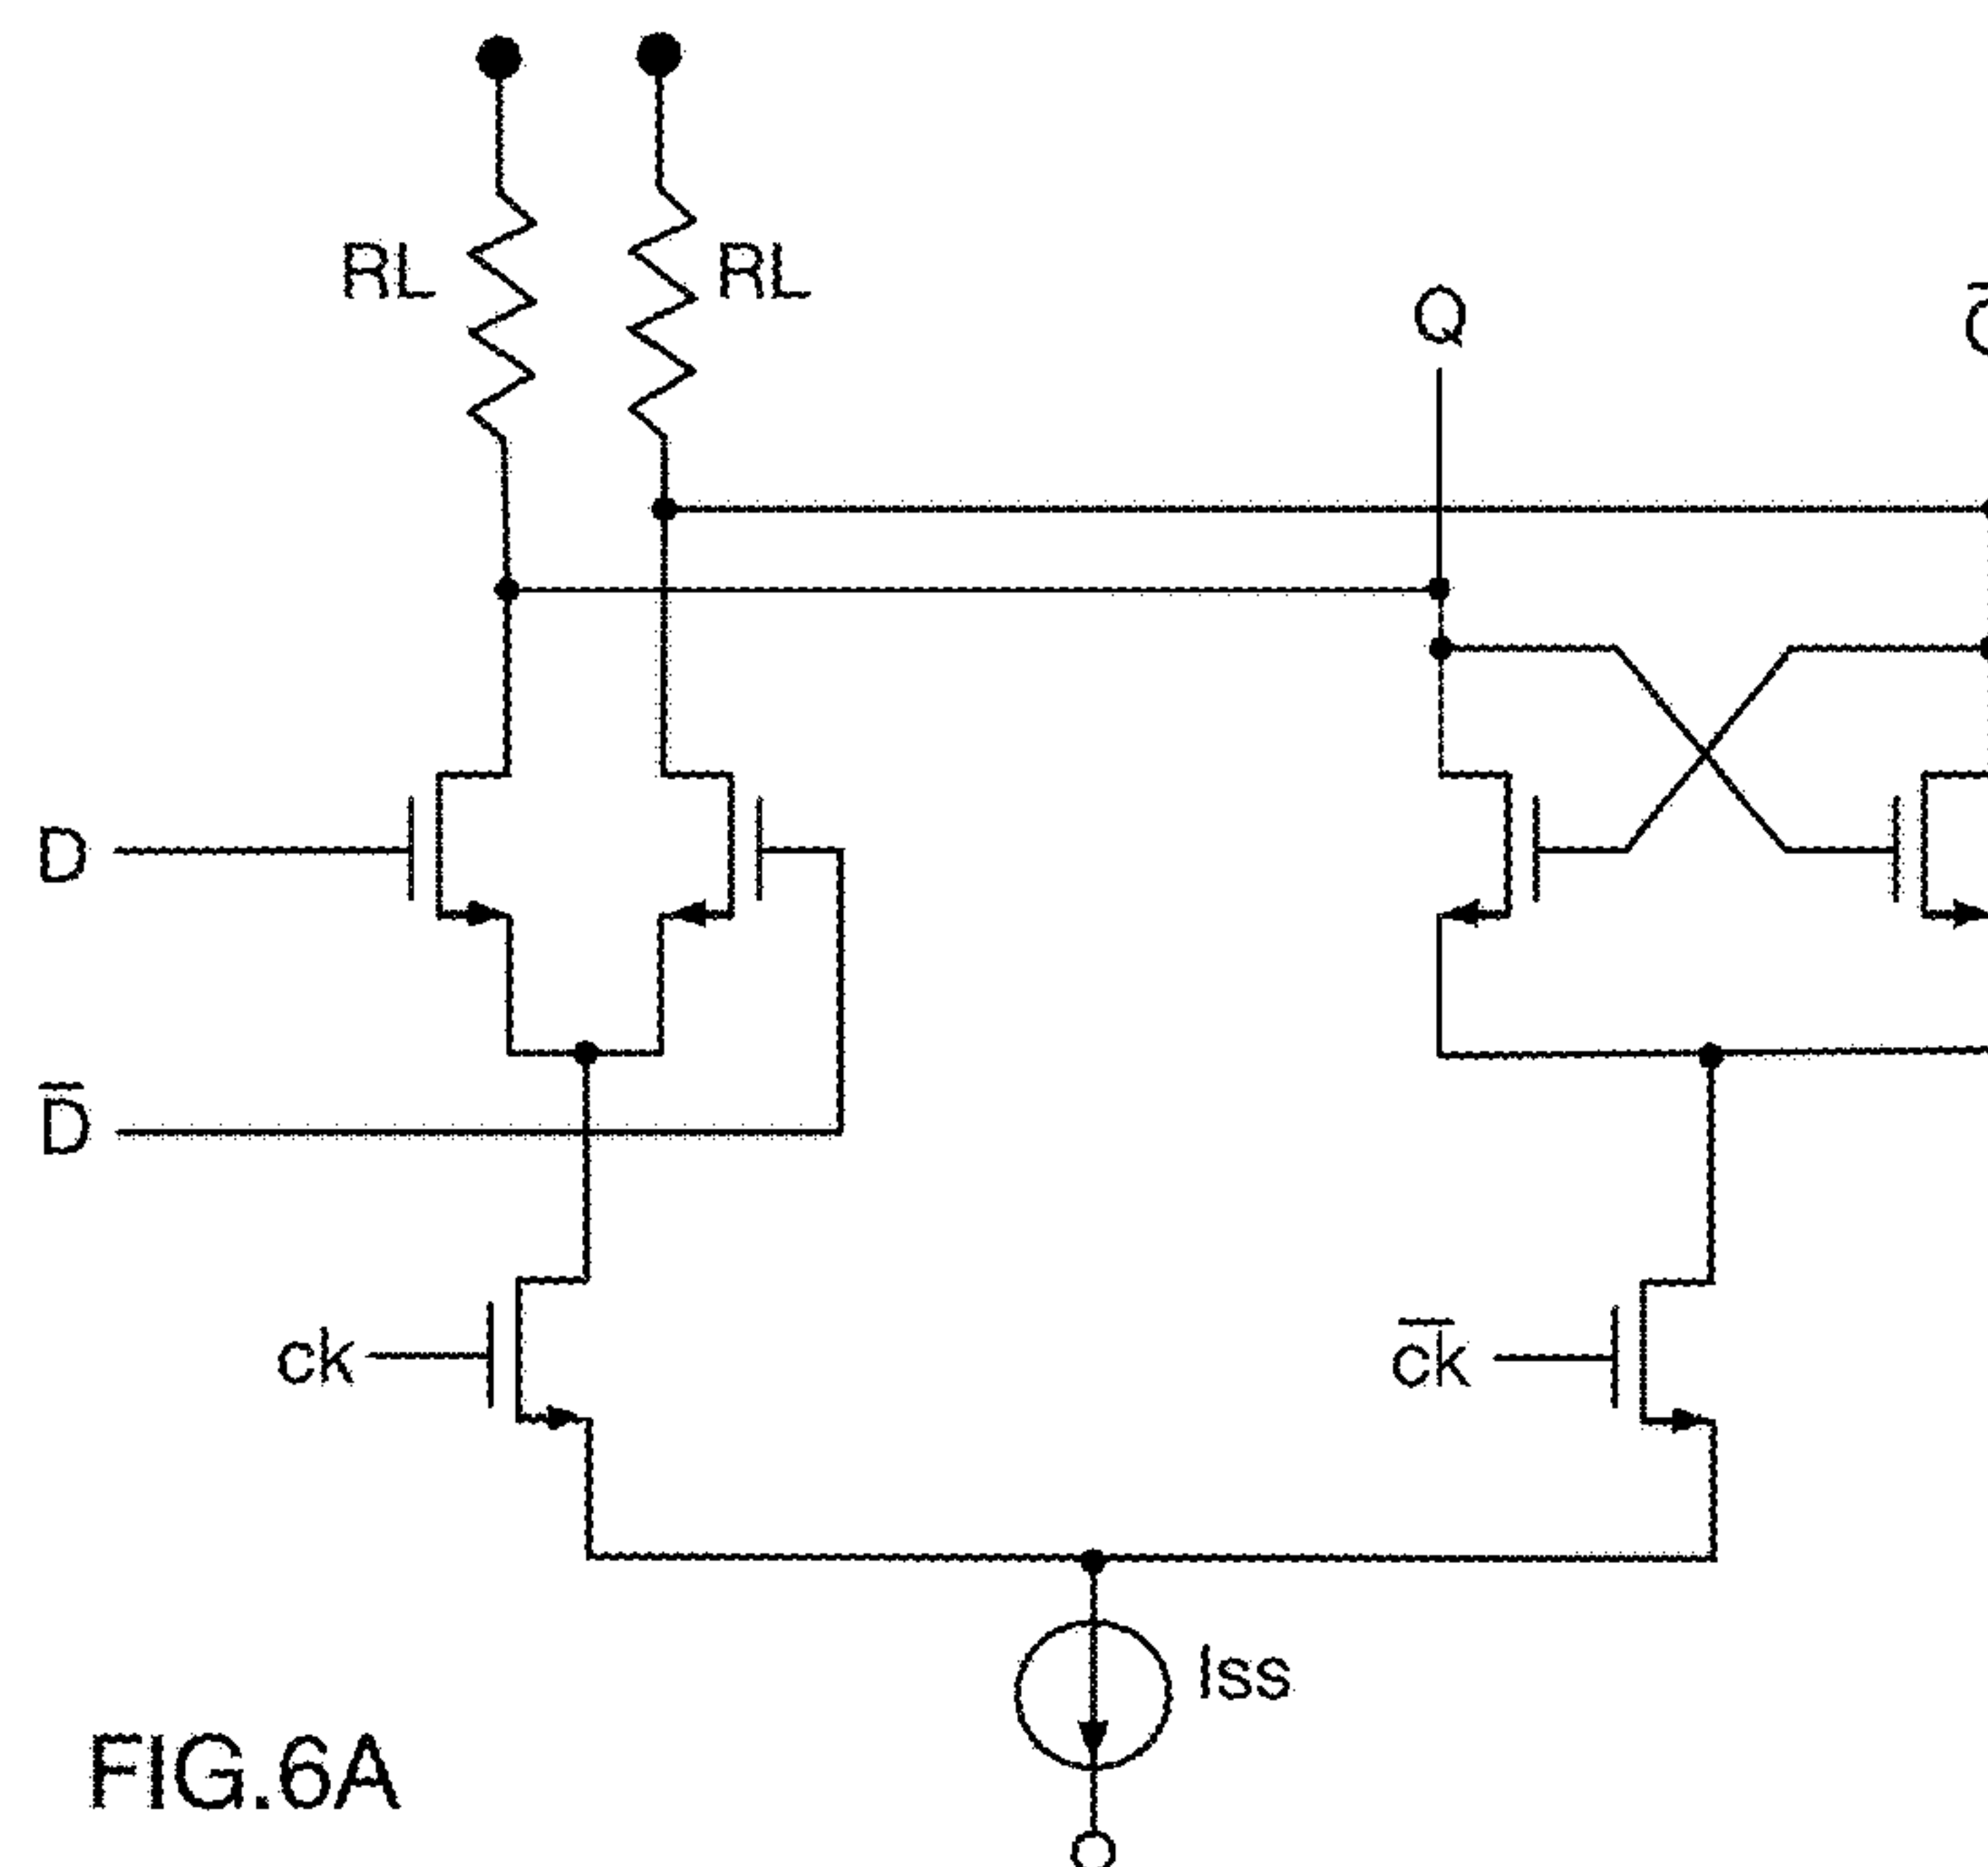 RL RL
Q
D
D̅
ck c̅k̅
Iss
FIG.6A